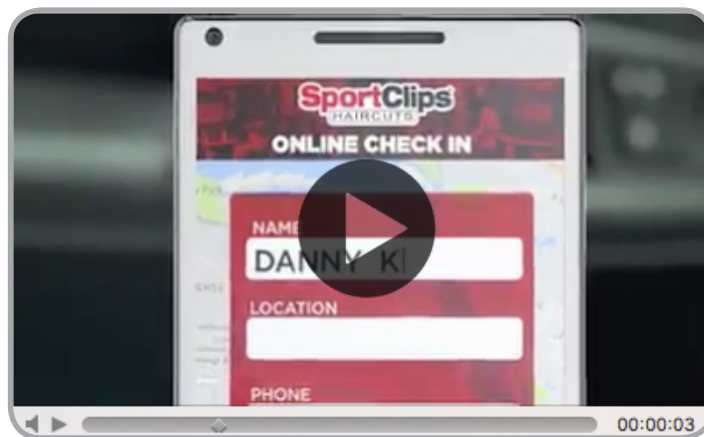 SportClips
HAIRCUTS
ONLINE CHECK IN
NAME
DANNY K
LOCATION
PHONE
00:00:03